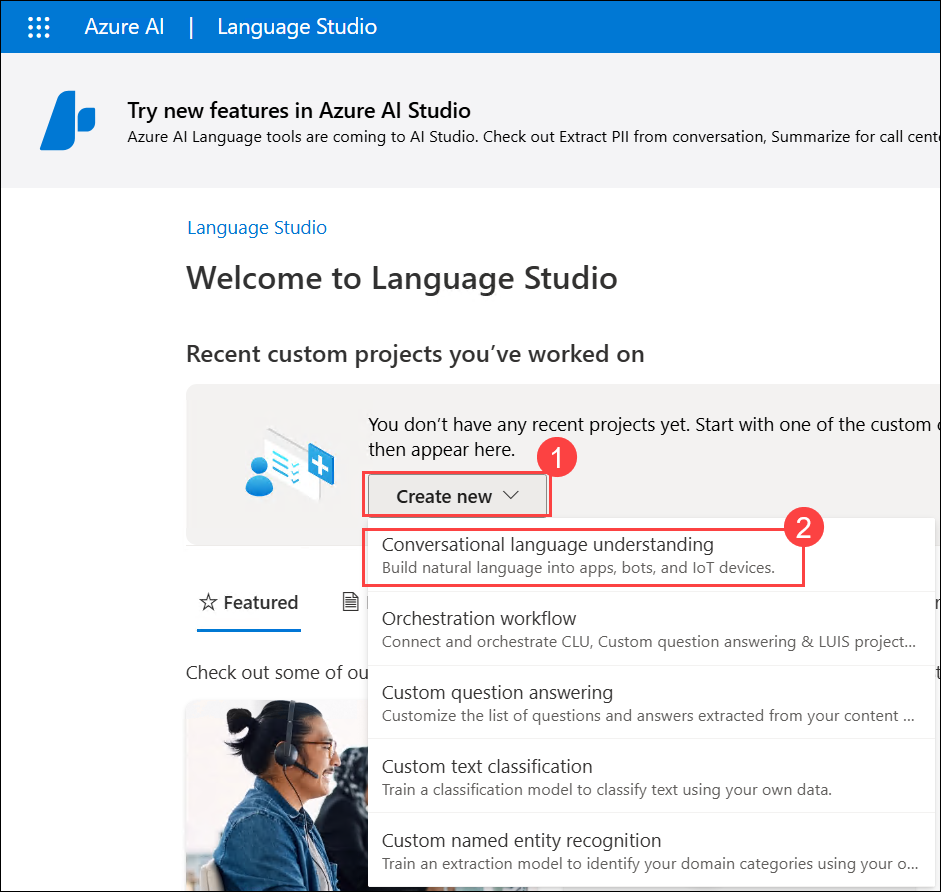 Azure AI | Language Studio
Try new features in Azure AI Studio
Azure AI Language tools are coming to AI Studio. Check out Extract PII from conversation, Summarize for call
Language Studio
Welcome to Language Studio
Recent custom projects you’ve worked on
You don’t have any recent projects yet. Start with one of the custom
then appear here.
1
Create new
2
Conversational language understanding
Build natural language into apps, bots, and IoT devices.
Orchestration workflow
Connect and orchestrate CLU, Custom question answering & LUIS project...
Custom question answering
Customize the list of questions and answers extracted from your content ...
Custom text classification
Train a classification model to classify text using your own data.
Custom named entity recognition
Train an extraction model to identify your domain categories using your o...
Featured
Check out some of